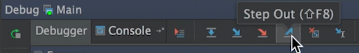 Debug Main
Step Out (⇧F8)
Debugger Console